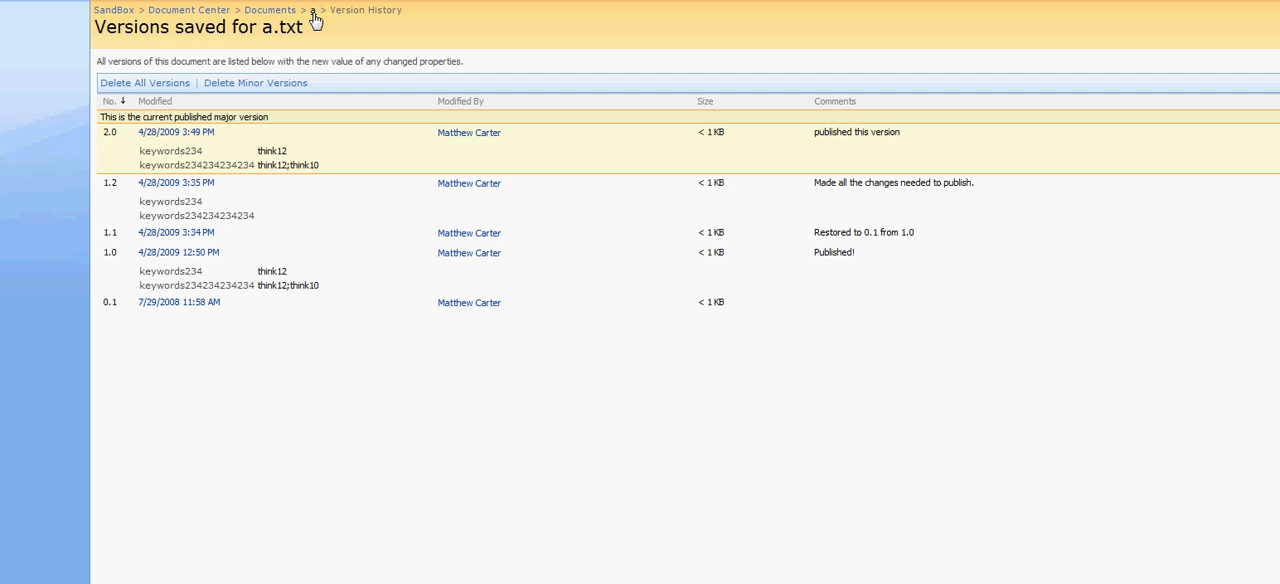 SandBox > Document Center > Documents > a > Version History
Versions saved for a.txt
All versions of this document are listed below with the new value of any changed properties.
Delete All Versions | Delete Minor Versions
No. ↓ Modified Modified By Size Comments
This is the current published major version
2.0 4/28/2009 3:49 PM Matthew Carter < 1 KB published this version
keywords234 think12
keywords234234234234 think12;think10
1.2 4/28/2009 3:35 PM Matthew Carter < 1 KB Made all the changes needed to publish.
keywords234
keywords234234234234
1.1 4/28/2009 3:34 PM Matthew Carter < 1 KB Restored to 0.1 from 1.0
1.0 4/28/2009 12:50 PM Matthew Carter < 1 KB Published!
keywords234 think12
keywords234234234234 think12;think10
0.1 7/29/2008 11:58 AM Matthew Carter < 1 KB